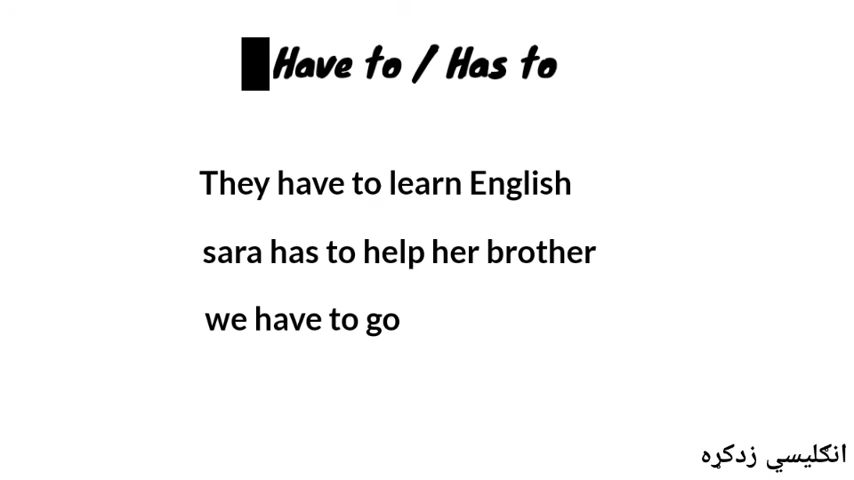 Have to / Has to
They have to learn English
sara has to help her brother
we have to go
انګلیسي زدکړه